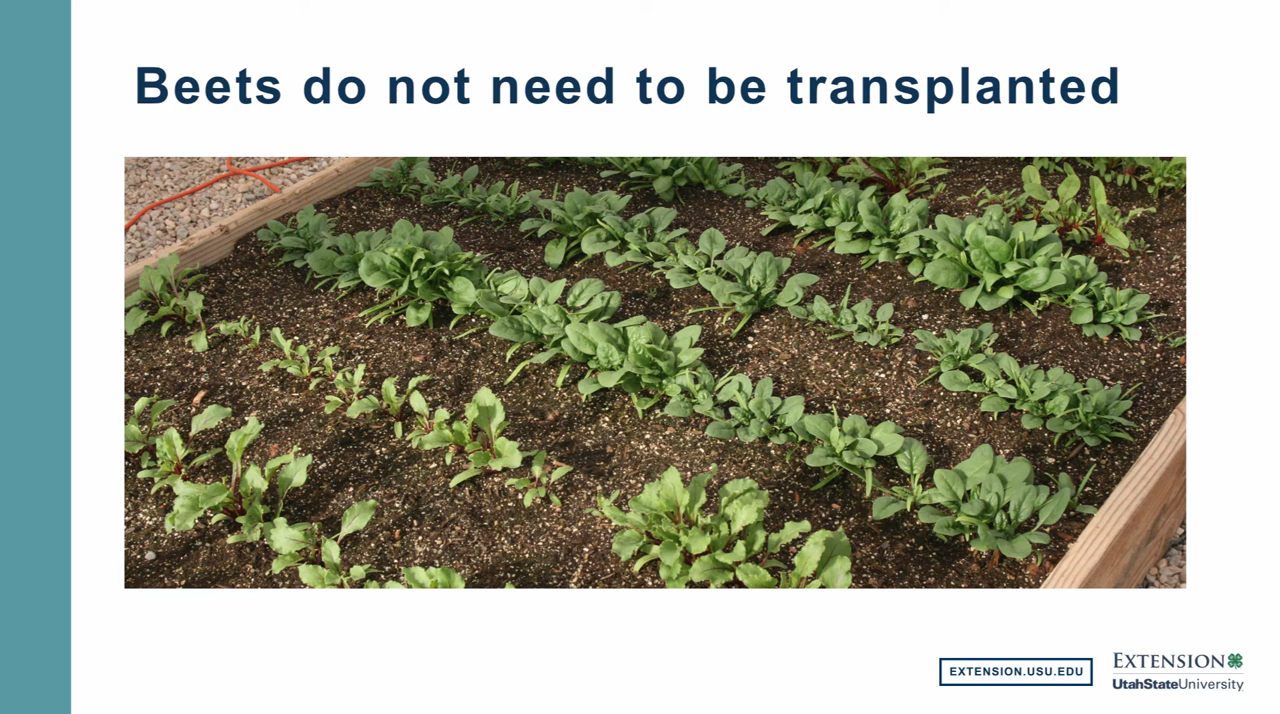 Beets do not need to be transplanted
EXTENSION.USU.EDU
EXTENSION
UtahStateUniversity